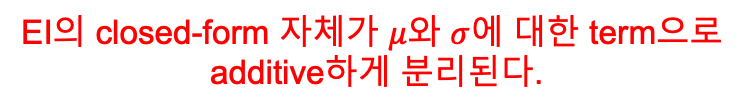 EI의 closed-form 자체가 𝜇와 𝜎에 대한 term으로
additive하게 분리된다.